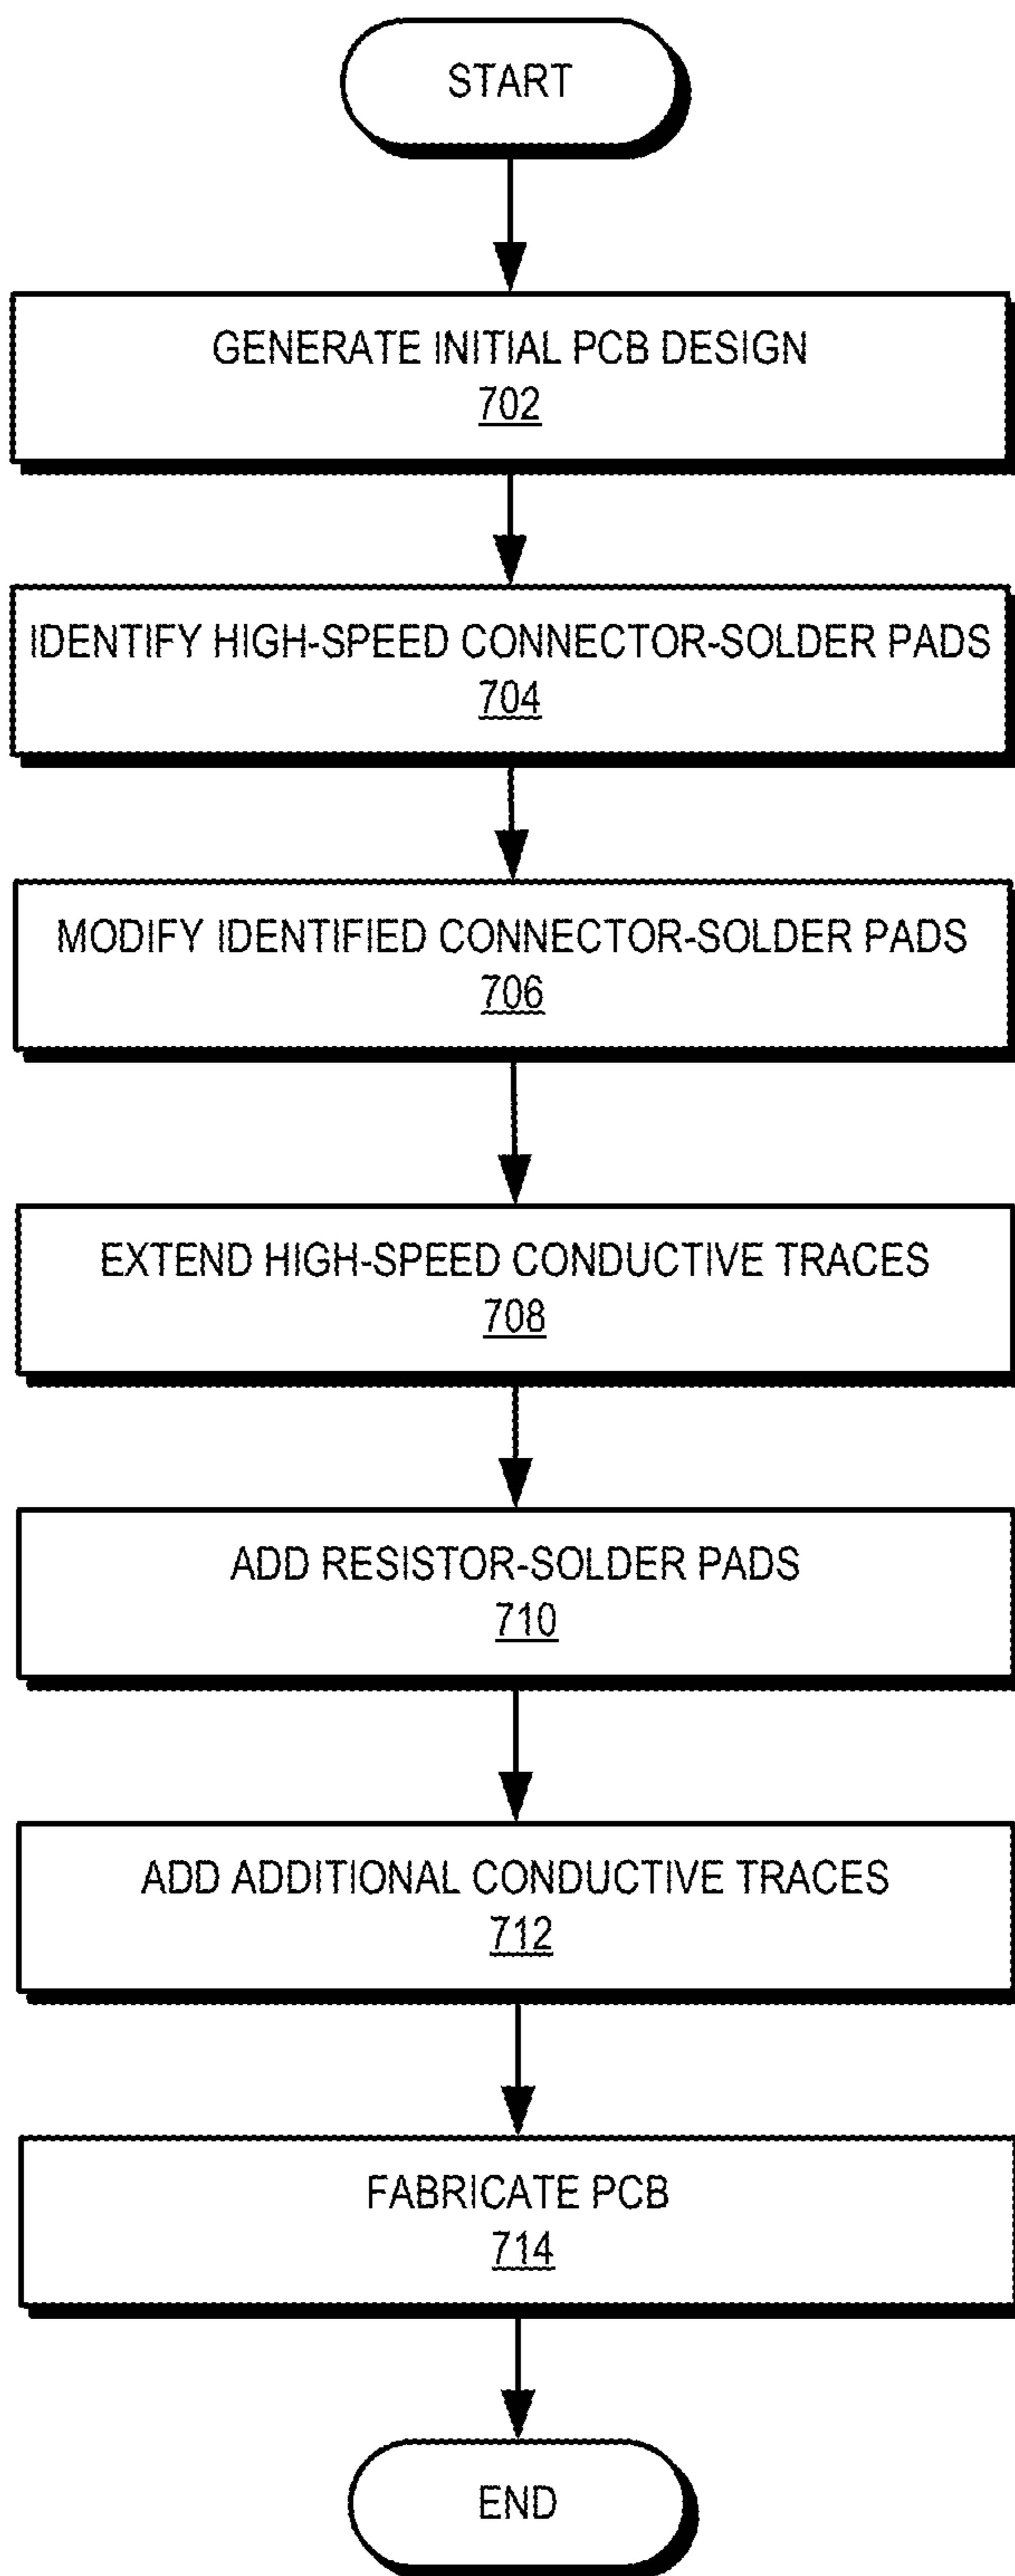 START
GENERATE INITIAL PCB DESIGN
702
IDENTIFY HIGH-SPEED CONNECTOR-SOLDER PADS
704
MODIFY IDENTIFIED CONNECTOR-SOLDER PADS
706
EXTEND HIGH-SPEED CONDUCTIVE TRACES
708
ADD RESISTOR-SOLDER PADS
710
ADD ADDITIONAL CONDUCTIVE TRACES
712
FABRICATE PCB
714
END